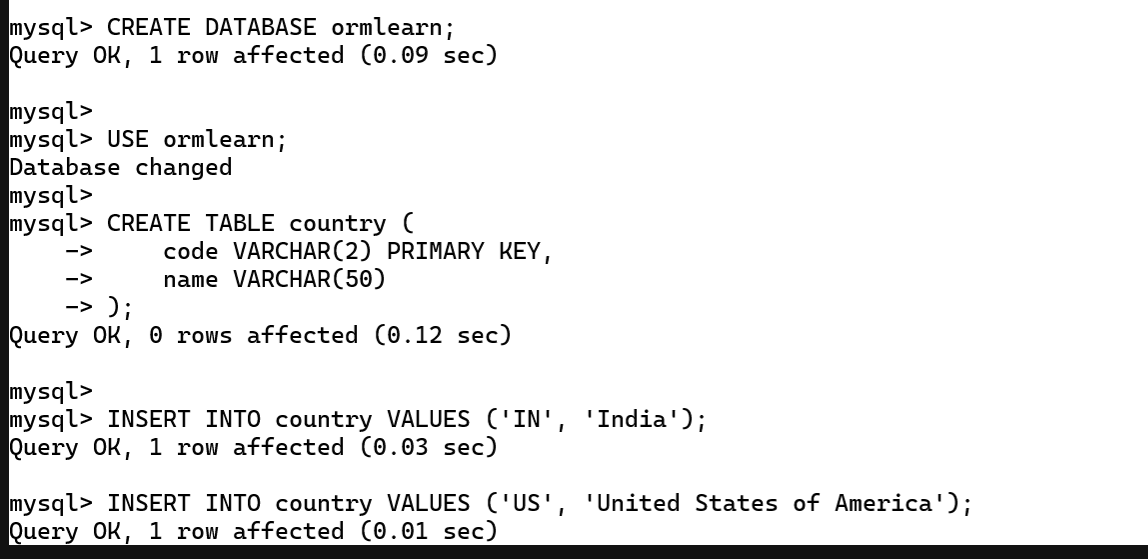 mysql> CREATE DATABASE ormlearn;
Query OK, 1 row affected (0.09 sec)
mysql>
mysql> USE ormlearn;
Database changed
mysql>
mysql> CREATE TABLE country (
    ->     code VARCHAR(2) PRIMARY KEY,
    ->     name VARCHAR(50)
    -> );
Query OK, 0 rows affected (0.12 sec)
mysql>
mysql> INSERT INTO country VALUES ('IN', 'India');
Query OK, 1 row affected (0.03 sec)
mysql> INSERT INTO country VALUES ('US', 'United States of America');
Query OK, 1 row affected (0.01 sec)